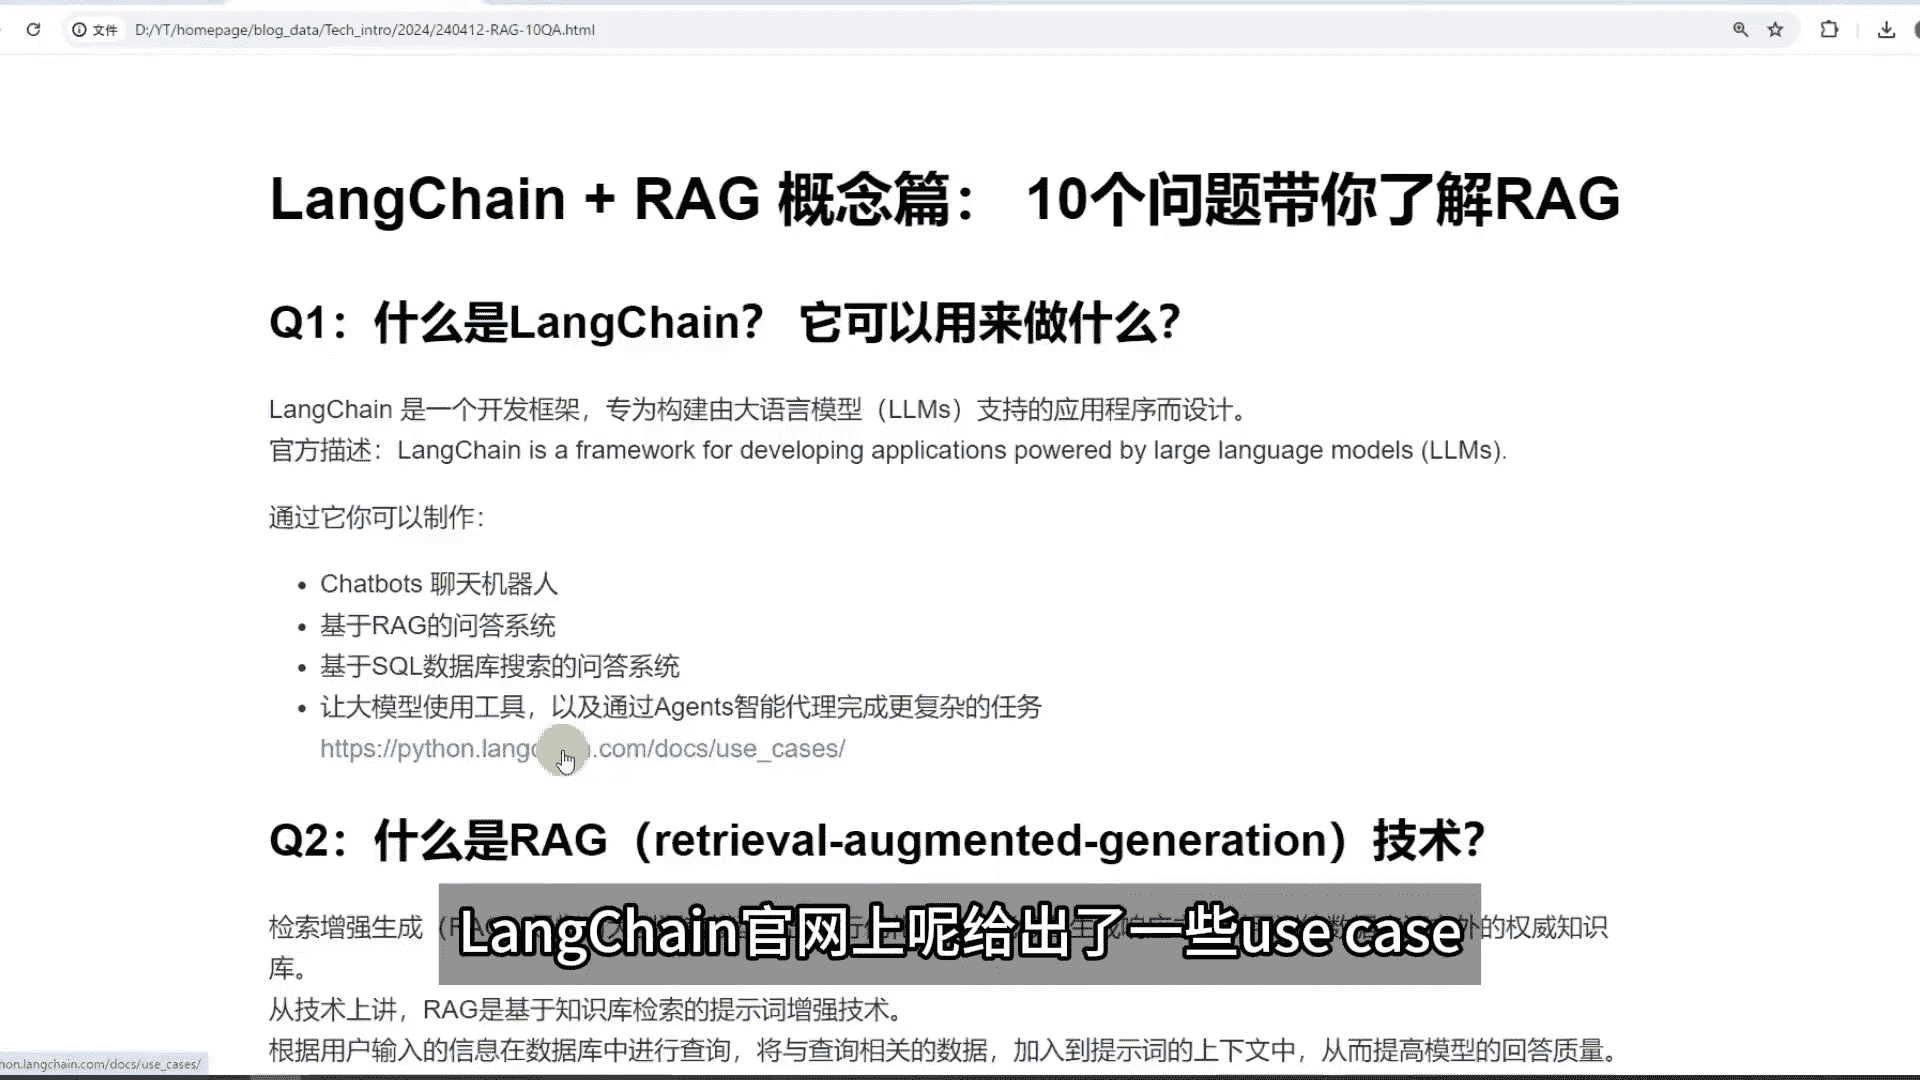 文件 D:/YT/homepage/blog_data/Tech_intro/2024/240412-RAG-10QA.html
LangChain + RAG 概念篇： 10个问题带你了解RAG
Q1：什么是LangChain？ 它可以用来做什么？
LangChain 是一个开发框架，专为构建由大语言模型（LLMs）支持的应用程序而设计。
官方描述：LangChain is a framework for developing applications powered by large language models (LLMs).
通过它你可以制作：
Chatbots 聊天机器人
基于RAG的问答系统
基于SQL数据库搜索的问答系统
让大模型使用工具，以及通过Agents智能代理完成更复杂的任务
https://python.langchain.com/docs/use_cases/
Q2：什么是RAG（retrieval-augmented-generation）技术？
检索增强生成（RAG 外的权威知识
LangChain官网上呢给出了一些use case
库。
从技术上讲，RAG是基于知识库检索的提示词增强技术。
根据用户输入的信息在数据库中进行查询，将与查询相关的数据，加入到提示词的上下文中，从而提高模型的回答质量。
hon.langchain.com/docs/use_cases/